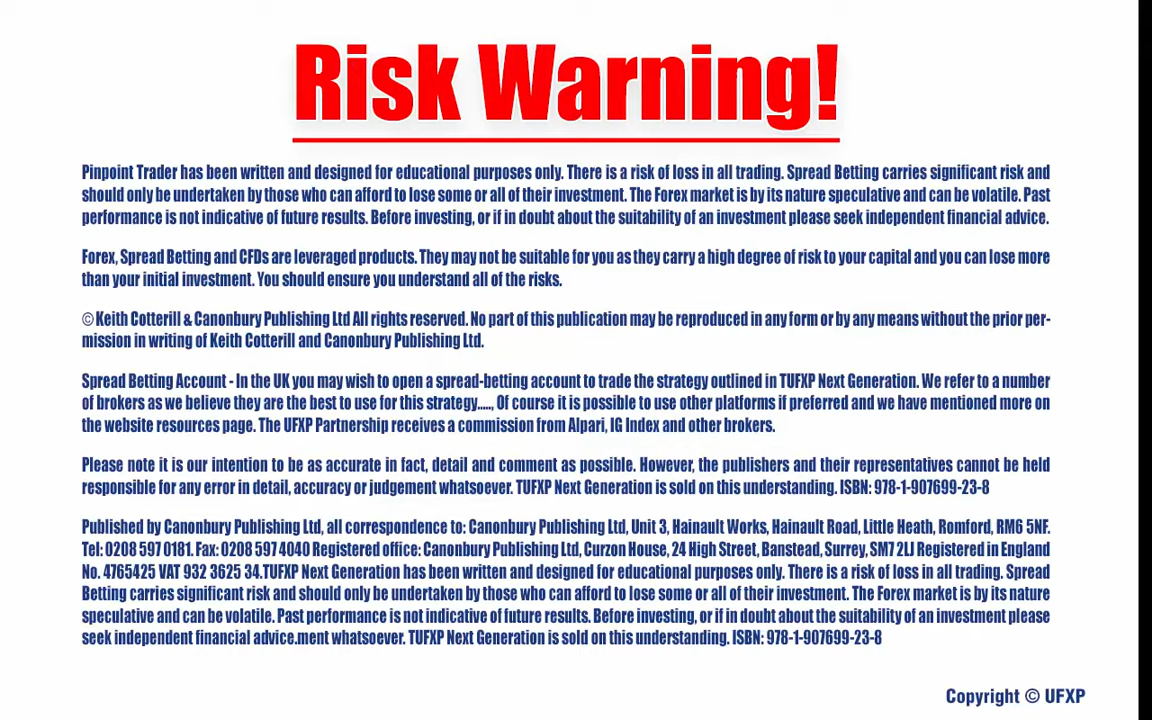 Risk Warning!
Pinpoint Trader has been written and designed for educational purposes only. There is a risk of loss in all trading. Spread Betting carries significant risk and
should only be undertaken by those who can afford to lose some or all of their investment. The Forex market is by its nature speculative and can be volatile. Past
performance is not indicative of future results. Before investing, or if in doubt about the suitability of an investment please seek independent financial advice.
Forex, Spread Betting and CFDs are leveraged products. They may not be suitable for you as they carry a high degree of risk to your capital and you can lose more
than your initial investment. You should ensure you understand all of the risks.
© Keith Cotterill & Canonbury Publishing Ltd All rights reserved. No part of this publication may be reproduced in any form or by any means without the prior per-
mission in writing of Keith Cotterill and Canonbury Publishing Ltd.
Spread Betting Account - In the UK you may wish to open a spread-betting account to trade the strategy outlined in TUFXP Next Generation. We refer to a number
of brokers as we believe they are the best to use for this strategy....., Of course it is possible to use other platforms if preferred and we have mentioned more on
the website resources page. The UFXP Partnership receives a commission from Alpari, IG Index and other brokers.
Please note it is our intention to be as accurate in fact, detail and comment as possible. However, the publishers and their representatives cannot be held
responsible for any error in detail, accuracy or judgement whatsoever. TUFXP Next Generation is sold on this understanding. ISBN: 978-1-907699-23-8
Published by Canonbury Publishing Ltd, all correspondence to: Canonbury Publishing Ltd, Unit 3, Hainault Works, Hainault Road, Little Heath, Romford, RM6 5NF.
Tel: 0208 597 0181. Fax: 0208 597 4040 Registered office: Canonbury Publishing Ltd, Curzon House, 24 High Street, Banstead, Surrey, SM7 2LJ Registered in England
No. 4765425 VAT 932 3625 34.TUFXP Next Generation has been written and designed for educational purposes only. There is a risk of loss in all trading. Spread
Betting carries significant risk and should only be undertaken by those who can afford to lose some or all of their investment. The Forex market is by its nature
speculative and can be volatile. Past performance is not indicative of future results. Before investing, or if in doubt about the suitability of an investment please
seek independent financial advice.ment whatsoever. TUFXP Next Generation is sold on this understanding. ISBN: 978-1-907699-23-8
Copyright © UFXP